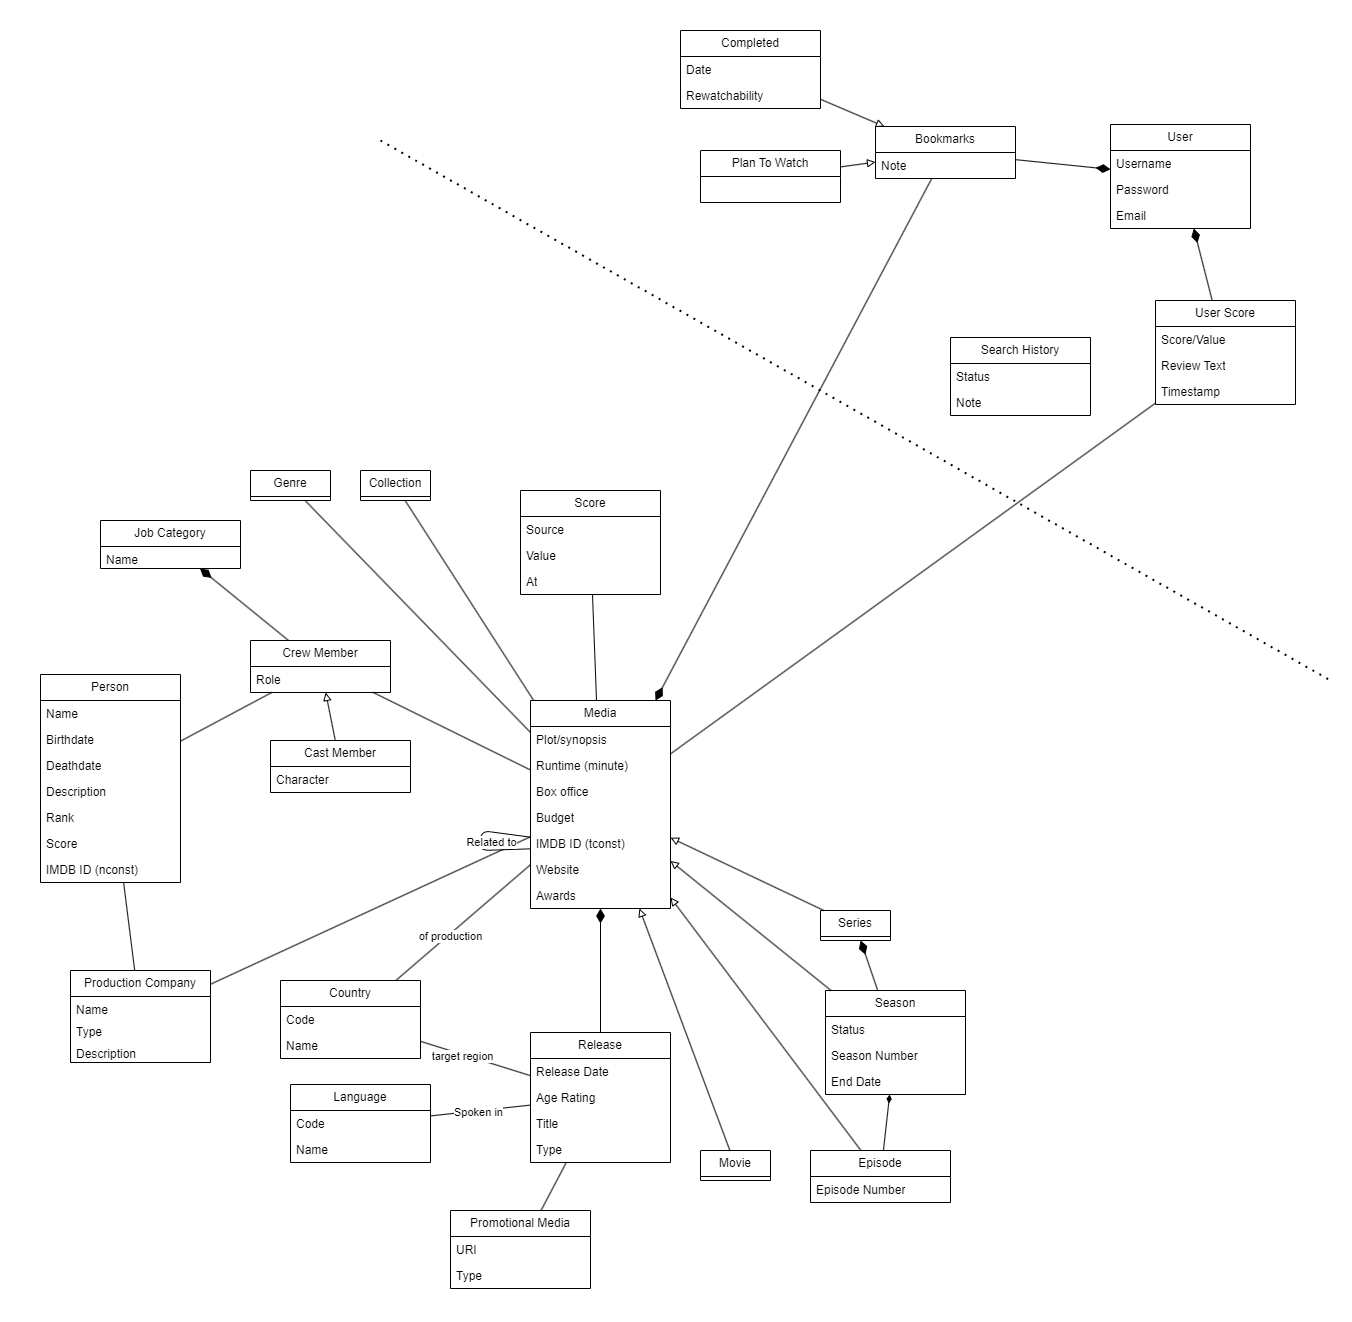 Completed
Date
Rewatchability
Bookmarks
Note
Plan To Watch
User
Username
Password
Email
User Score
Score/Value
Review Text
Timestamp
Search History
Status
Note
Genre
Collection
Score
Source
Value
At
Job Category
Name
Crew Member
Role
Person
Name
Birthdate
Deathdate
Description
Rank
Score
IMDB ID (nconst)
Cast Member
Character
Media
Plot/synopsis
Runtime (minute)
Box office
Budget
IMDB ID (tconst)
Website
Awards
Related to
of production
Series
Production Company
Name
Type
Description
Country
Code
Name
target region
Season
Status
Season Number
End Date
Release
Release Date
Age Rating
Title
Type
Language
Code
Name
Spoken in
Movie
Episode
Episode Number
Promotional Media
URI
Type